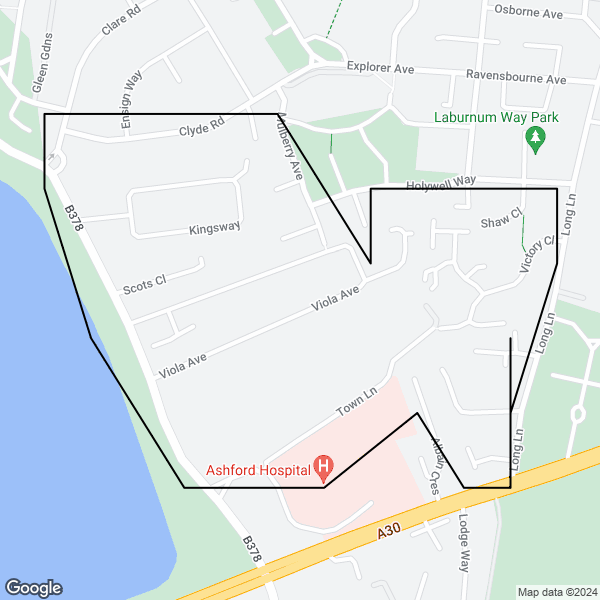 Osborne Ave
Clare Rd
Gleen Gdns
Explorer Ave
Ravensbourne Ave
Ensign Way
Clyde Rd
Mulberry Ave
Laburnum Way Park
Holywell Way
B378
Kingsway
Shaw Cl
Long Ln
Victory Cl
Scots Cl
Viola Ave
Long Ln
Viola Ave
Town Ln
Ashford Hospital
H
Albain Cres
Long Ln
A30
B378
Lodge Way
Google
Map data ©2024